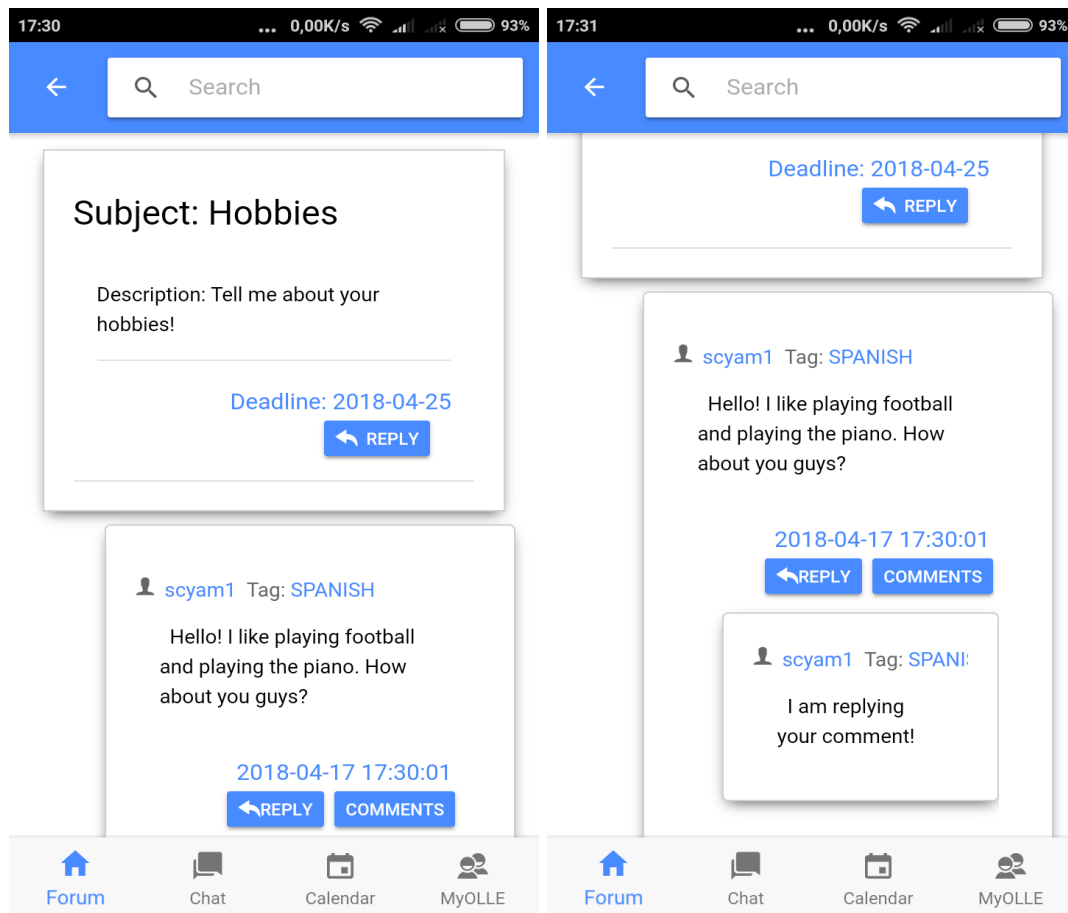 17:30 ... 0,00K/s 93%
Search
Subject: Hobbies
Description: Tell me about your
hobbies!
Deadline: 2018-04-25
REPLY
scyam1 Tag: SPANISH
Hello! I like playing football
and playing the piano. How
about you guys?
2018-04-17 17:30:01
REPLY COMMENTS
Forum Chat Calendar MyOLLE
17:31 ... 0,00K/s 93%
Search
Deadline: 2018-04-25
REPLY
scyam1 Tag: SPANISH
Hello! I like playing football
and playing the piano. How
about you guys?
2018-04-17 17:30:01
REPLY COMMENTS
scyam1 Tag: SPANI
I am replying
your comment!
Forum Chat Calendar MyOLLE